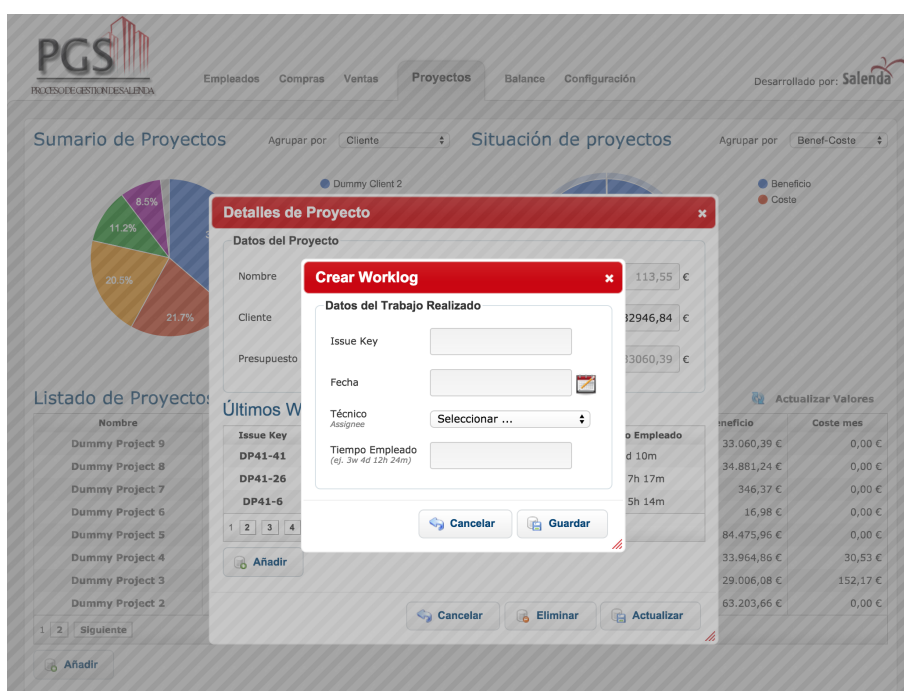 PGS
PROCESO DE GESTION DE SALENDA
Empleados Compras Ventas Proyectos Balance Configuración
Desarrollado por: Salenda
Sumario de Proyectos Agrupar por Cliente
Situación de proyectos Agrupar por Benef-Coste
Dummy Client 2
Beneficio
Coste
8.5%
11.2%
20.5%
21.7%
Detalles de Proyecto
Datos del Proyecto
Nombre 113,55 €
Cliente 32946,84 €
Presupuesto 33060,39 €
Crear Worklog
Datos del Trabajo Realizado
Issue Key
Fecha
Técnico
Assignee
Seleccionar ...
Tiempo Empleado
(ej. 3w 4d 12h 24m)
Cancelar Guardar
Últimos W
Issue Key o Empleado
DP41-41 d 10m
DP41-26 7h 17m
DP41-6 5h 14m
1 2 3 4
Añadir
Cancelar Eliminar Actualizar
Listado de Proyectos
Actualizar Valores
Nombre eneficio Coste mes
Dummy Project 9 33.060,39 € 0,00 €
Dummy Project 8 34.881,24 € 0,00 €
Dummy Project 7 346,37 € 0,00 €
Dummy Project 6 16,98 € 0,00 €
Dummy Project 5 84.475,96 € 0,00 €
Dummy Project 4 33.964,86 € 30,53 €
Dummy Project 3 29.006,08 € 152,17 €
Dummy Project 2 63.203,66 € 0,00 €
1 2 Siguiente
Añadir